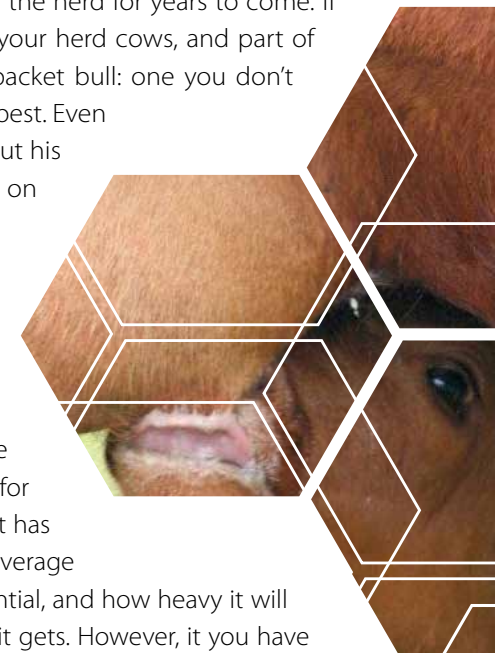 the herd for years to come. If
your herd cows, and part of
packet bull: one you don’t
best. Even
ut his
on
e
for
t has
verage
ntial, and how heavy it will
it gets. However, it you have